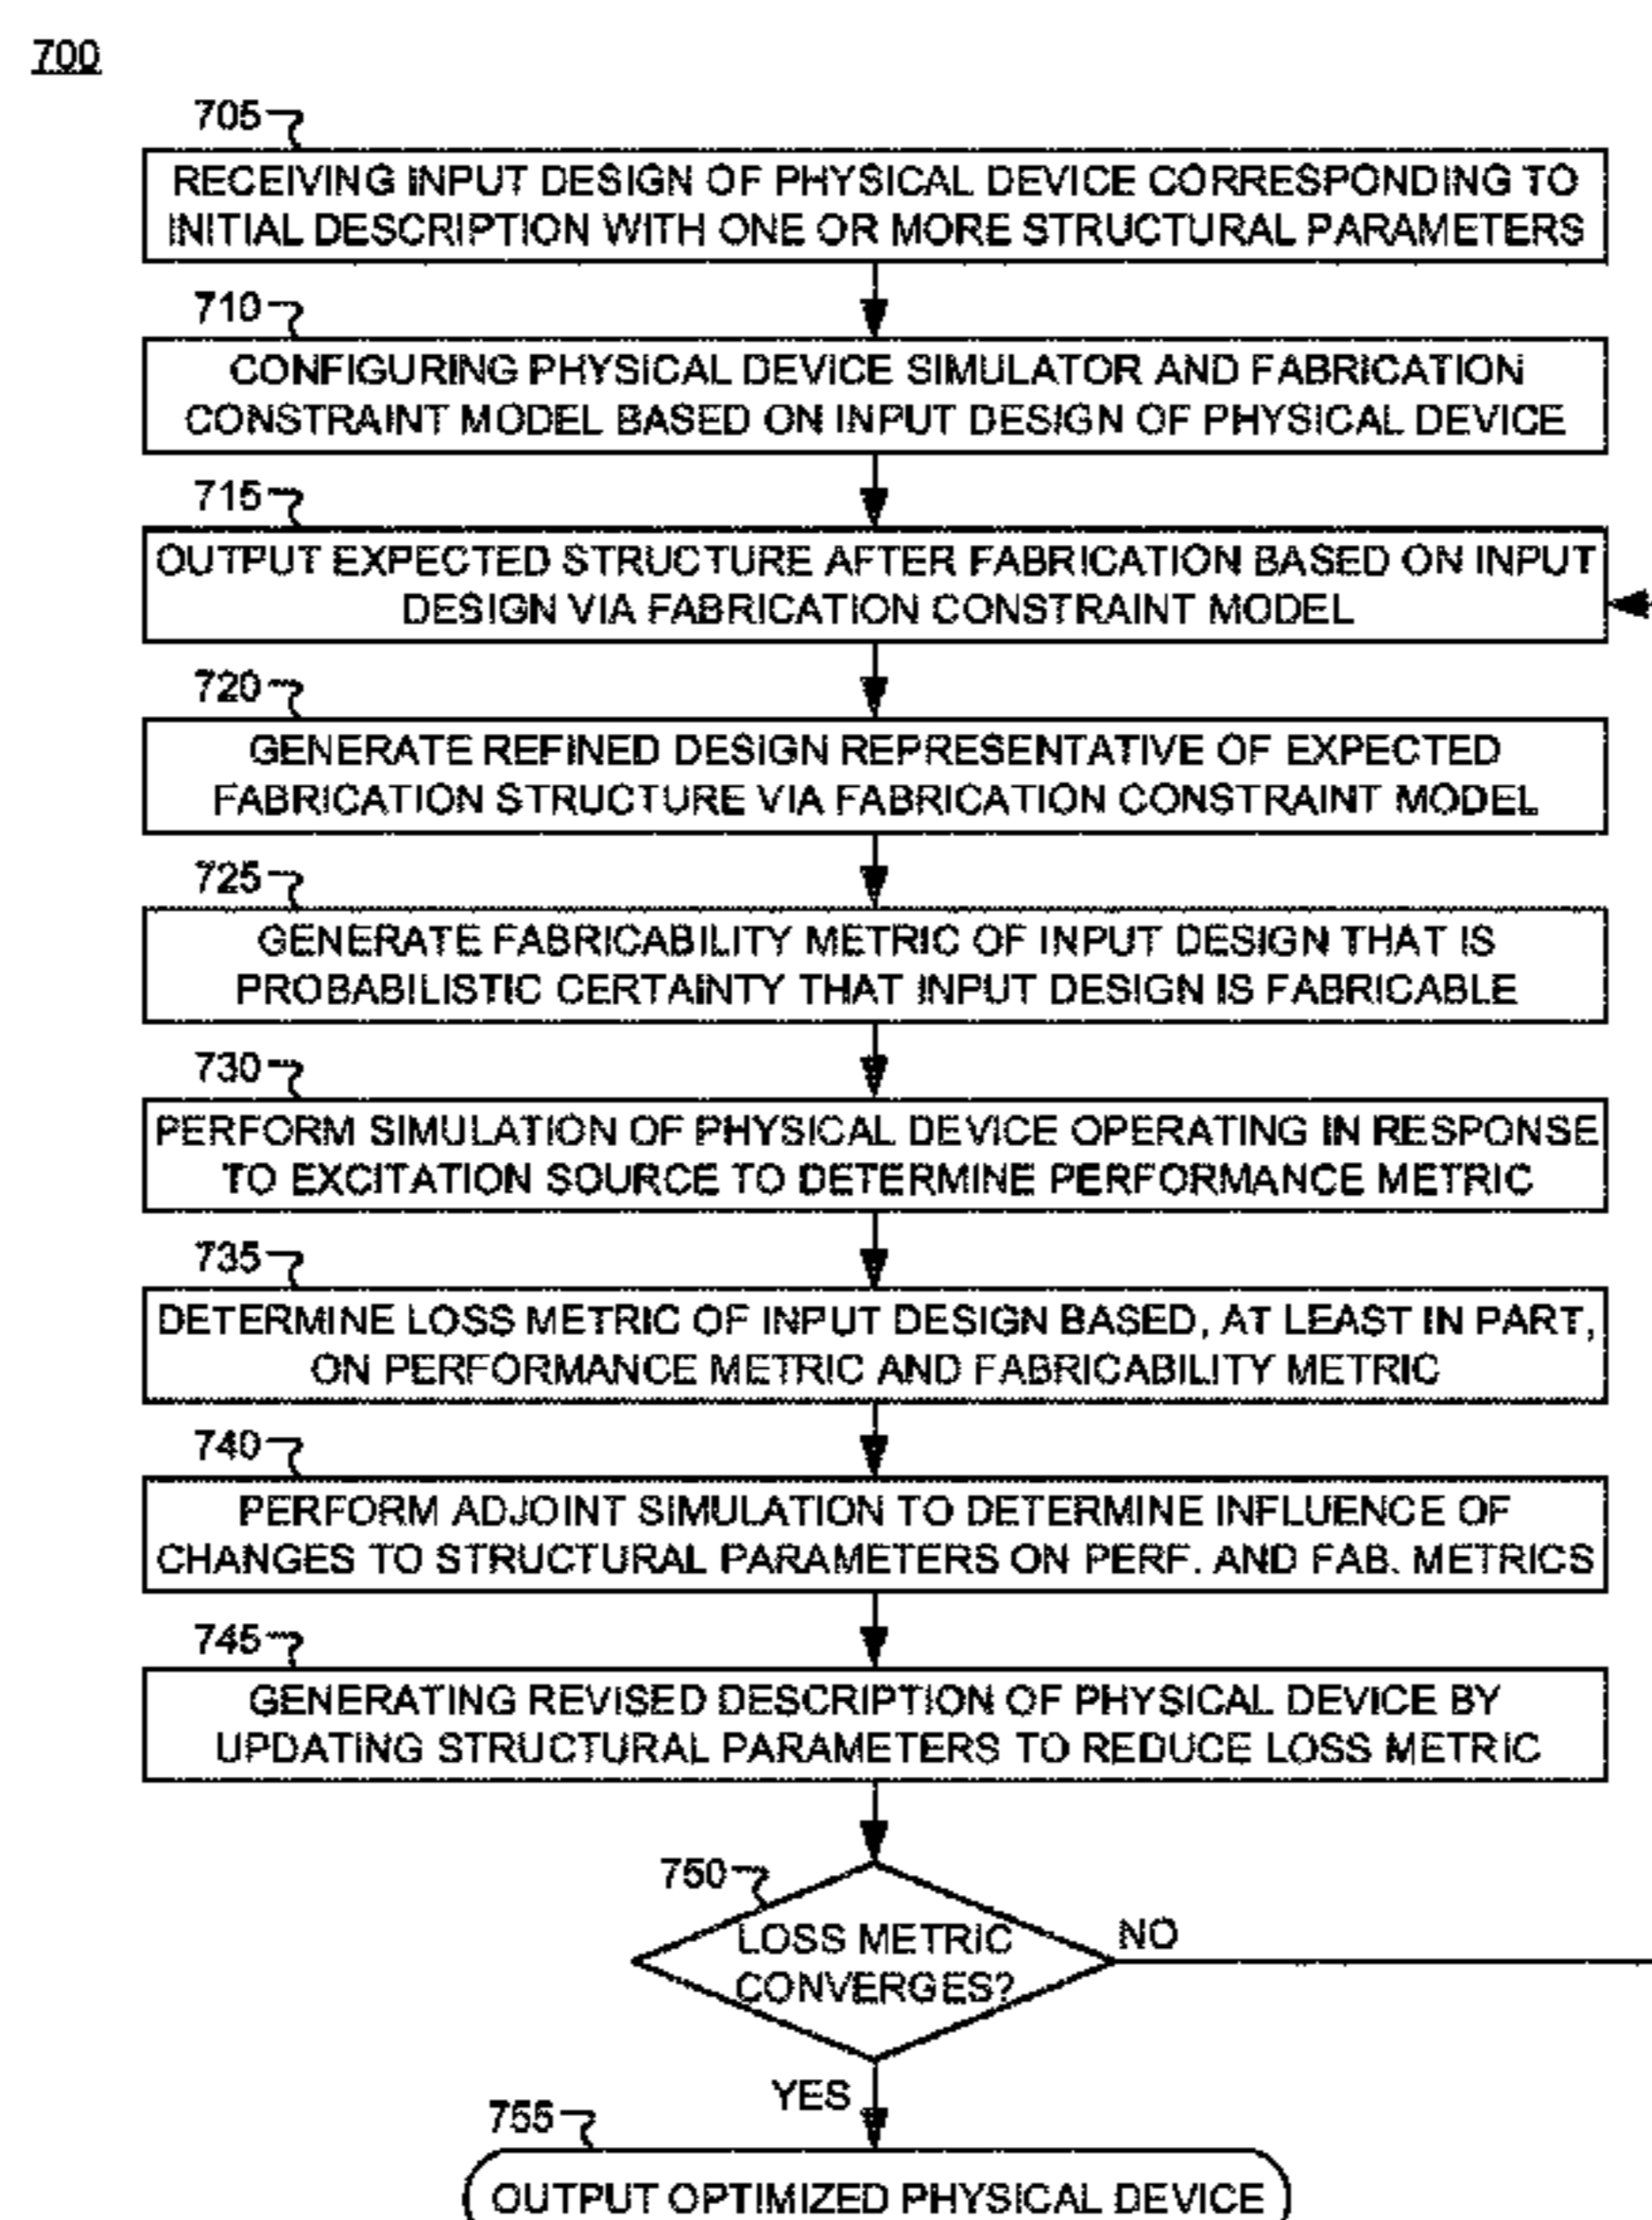 700
705
RECEIVING INPUT DESIGN OF PHYSICAL DEVICE CORRESPONDING TO
INITIAL DESCRIPTION WITH ONE OR MORE STRUCTURAL PARAMETERS
710
CONFIGURING PHYSICAL DEVICE SIMULATOR AND FABRICATION
CONSTRAINT MODEL BASED ON INPUT DESIGN OF PHYSICAL DEVICE
715
OUTPUT EXPECTED STRUCTURE AFTER FABRICATION BASED ON INPUT
DESIGN VIA FABRICATION CONSTRAINT MODEL
720
GENERATE REFINED DESIGN REPRESENTATIVE OF EXPECTED
FABRICATION STRUCTURE VIA FABRICATION CONSTRAINT MODEL
725
GENERATE FABRICABILITY METRIC OF INPUT DESIGN THAT IS
PROBABILISTIC CERTAINTY THAT INPUT DESIGN IS FABRICABLE
730
PERFORM SIMULATION OF PHYSICAL DEVICE OPERATING IN RESPONSE
TO EXCITATION SOURCE TO DETERMINE PERFORMANCE METRIC
735
DETERMINE LOSS METRIC OF INPUT DESIGN BASED, AT LEAST IN PART,
ON PERFORMANCE METRIC AND FABRICABILITY METRIC
740
PERFORM ADJOINT SIMULATION TO DETERMINE INFLUENCE OF
CHANGES TO STRUCTURAL PARAMETERS ON PERF. AND FAB. METRICS
745
GENERATING REVISED DESCRIPTION OF PHYSICAL DEVICE BY
UPDATING STRUCTURAL PARAMETERS TO REDUCE LOSS METRIC
750
LOSS METRIC
CONVERGES?
NO
YES
755
OUTPUT OPTIMIZED PHYSICAL DEVICE